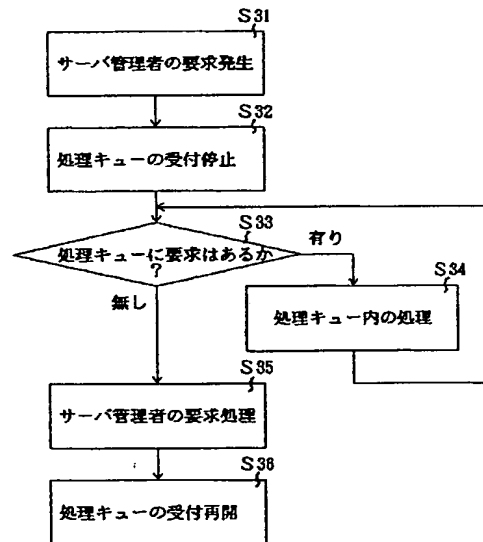 S31
サーバ管理者の要求発生
S32
処理キューの受付停止
S33
処理キューに要求はあるか
?
有り
無し
S34
処理キュー内の処理
S35
サーバ管理者の要求処理
S36
処理キューの受付再開